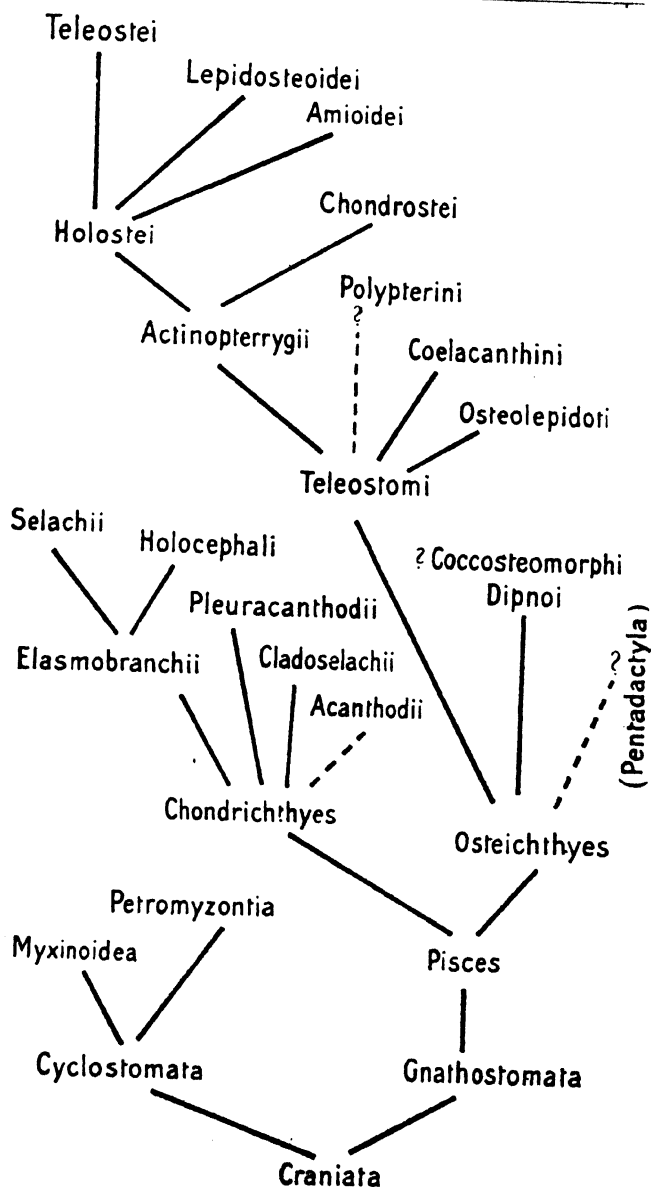 Teleostei
Lepidosteoidei
Amioidei
Chondrostei
Holostei
Polypterini
?
Actinopterrygii
Coelacanthini
Osteolepidoti
Teleostomi
Selachii
Holocephali
? Coccosteomorphi
Dipnoi
Pleuracanthodii
Elasmobranchii
Cladoselachii
?
(Pentadactyla)
Acanthodii
Chondrichthyes
Osteichthyes
Petromyzontia
Myxinoidea
Pisces
Cyclostomata
Gnathostomata
Craniata